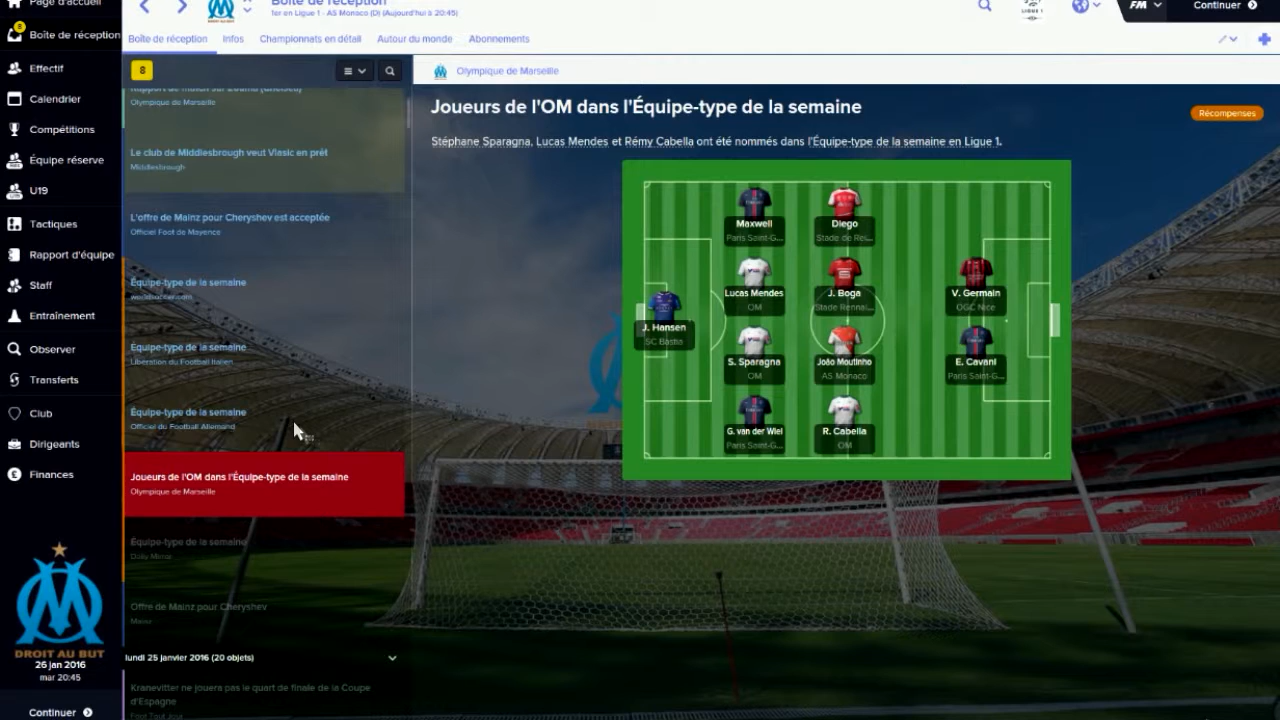 Page d'accueil
Boîte de réception
1er en Ligue 1 - AS Monaco (D) (Aujourd'hui à 20:45)
FM
Continuer
8
Boîte de réception
Boîte de réception
Infos
Championnats en détail
Autour du monde
Abonnements
Effectif
Calendrier
Compétitions
Équipe réserve
U19
Tactiques
Rapport d'équipe
Staff
Entraînement
Observer
Transferts
Club
Dirigeants
Finances
DROIT AU BUT
26 jan 2016
mar 20:45
Continuer
8
Olympique de Marseille
Le club de Middlesbrough veut Vlasic en prêt
Middlesbrough
L'offre de Mainz pour Cheryshev est acceptée
Officiel Foot de Mayence
Équipe-type de la semaine
Équipe-type de la semaine
Libération du Football Italien
Équipe-type de la semaine
Officiel du Football Allemand
Joueurs de l'OM dans l'Équipe-type de la semaine
Olympique de Marseille
Équipe-type de la semaine
Daily Mirror
Offre de Mainz pour Cheryshev
lundi 25 janvier 2016 (20 objets)
Kranevitter ne jouera pas le quart de finale de la Coupe
d'Espagne
Olympique de Marseille
Joueurs de l'OM dans l'Équipe-type de la semaine
Récompenses
Stéphane Sparagna, Lucas Mendes et Rémy Cabella ont été nommés dans l'Équipe-type de la semaine en Ligue 1.
Maxwell
Paris Saint-G...
Diego
Stade de Rei...
Lucas Mendes
OM
J. Boga
Stade Rennai...
V. Germain
OGC Nice
J. Hansen
SC Bastia
S. Sparagna
OM
João Moutinho
AS Monaco
E. Cavani
Paris Saint-G...
G. van der Wiel
Paris Saint-G...
R. Cabella
OM